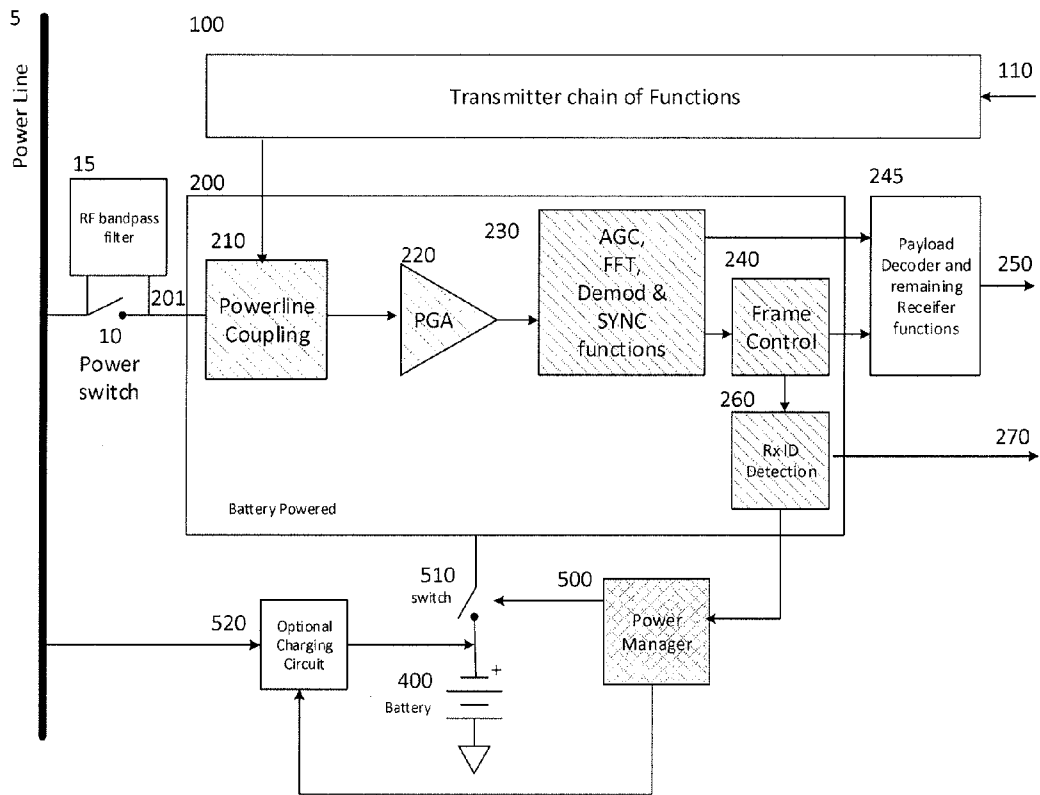 5
Power Line
100
Transmitter chain of Functions
110
15
RF bandpass
filter
10
Power
switch
201
200
210
Powerline
Coupling
220
PGA
230
AGC,
FFT,
Demod &
SYNC
functions
240
Frame
Control
245
Payload
Decoder and
remaining
Receifer
functions
250
260
Rx ID
Detection
270
Battery Powered
510
switch
500
Power
Manager
520
Optional
Charging
Circuit
400
Battery
+